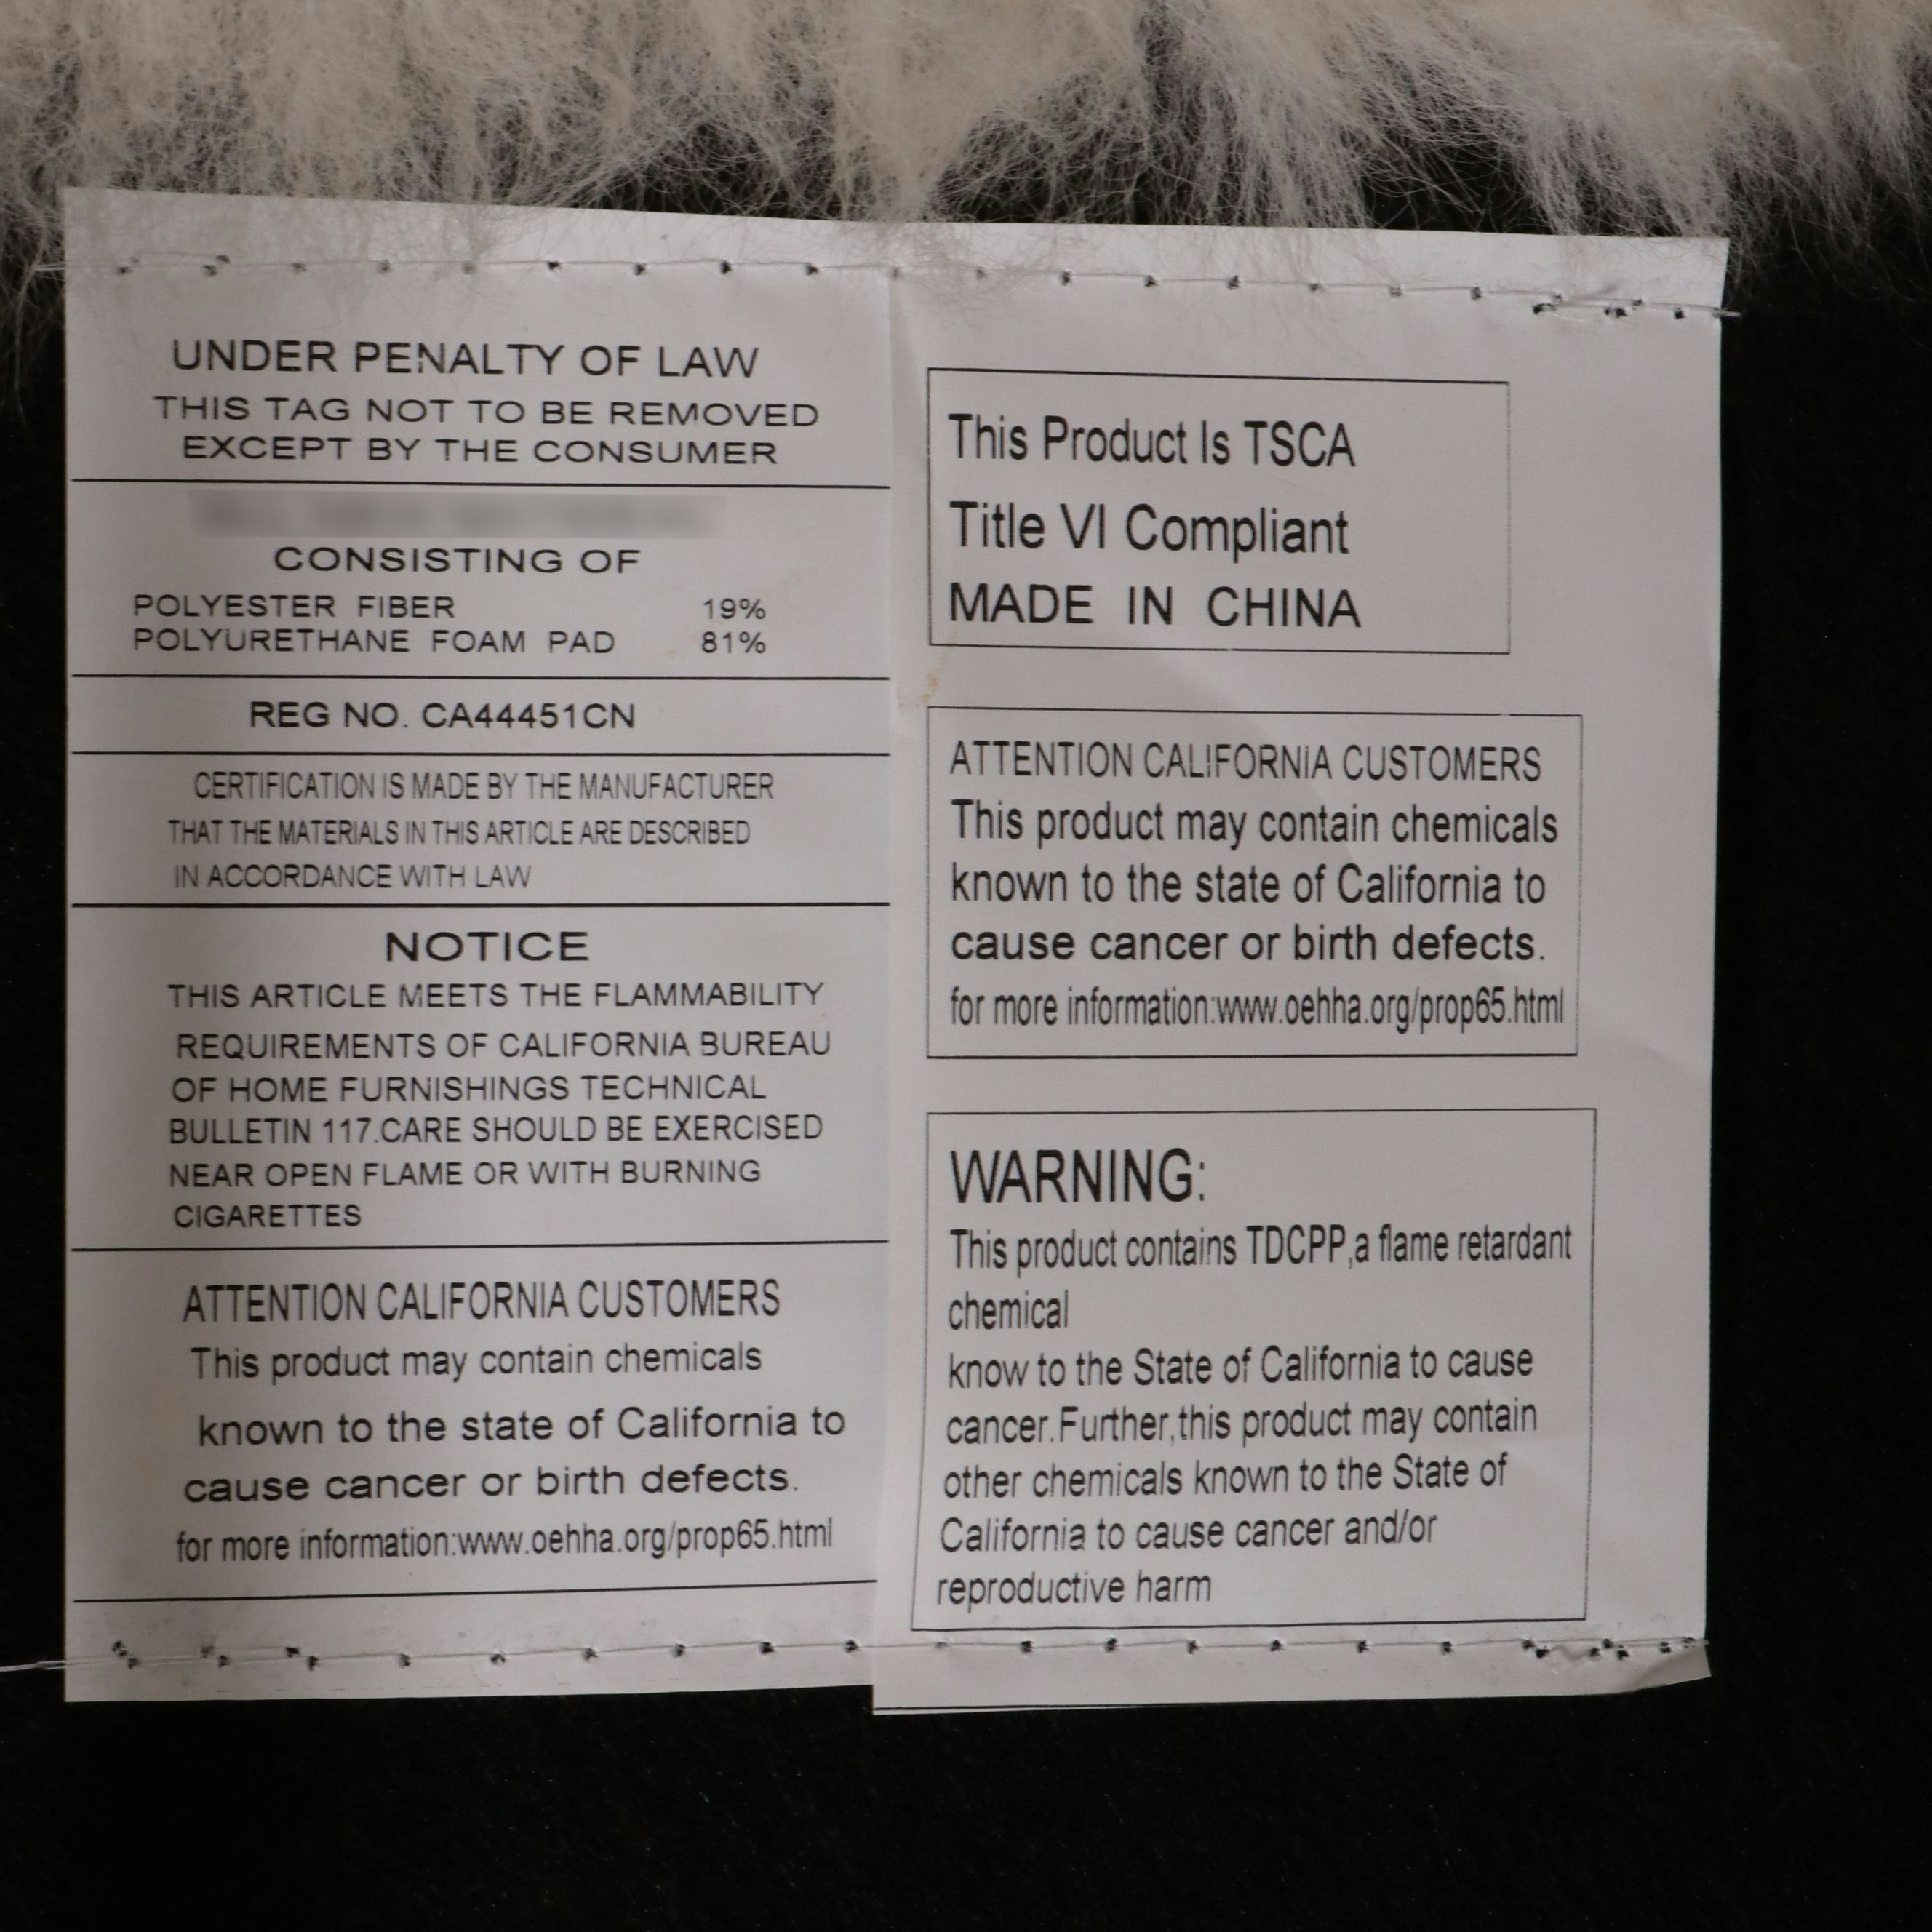 UNDER PENALTY OF LAW
THIS TAG NOT TO BE REMOVED
EXCEPT BY THE CONSUMER
CONSISTING OF
POLYESTER FIBER 19%
POLYURETHANE FOAM PAD 81%
REG NO. CA44451CN
CERTIFICATION IS MADE BY THE MANUFACTURER
THAT THE MATERIALS IN THIS ARTICLE ARE DESCRIBED
IN ACCORDANCE WITH LAW
NOTICE
THIS ARTICLE MEETS THE FLAMMABILITY
REQUIREMENTS OF CALIFORNIA BUREAU
OF HOME FURNISHINGS TECHNICAL
BULLETIN 117.CARE SHOULD BE EXERCISED
NEAR OPEN FLAME OR WITH BURNING
CIGARETTES
ATTENTION CALIFORNIA CUSTOMERS
This product may contain chemicals
known to the state of California to
cause cancer or birth defects.
for more information:www.oehha.org/prop65.html
This Product Is TSCA
Title VI Compliant
MADE IN CHINA
ATTENTION CALIFORNIA CUSTOMERS
This product may contain chemicals
known to the state of California to
cause cancer or birth defects.
for more information:www.oehha.org/prop65.html
WARNING:
This product contains TDCPP,a flame retardant
chemical
know to the State of California to cause
cancer.Further,this product may contain
other chemicals known to the State of
California to cause cancer and/or
reproductive harm